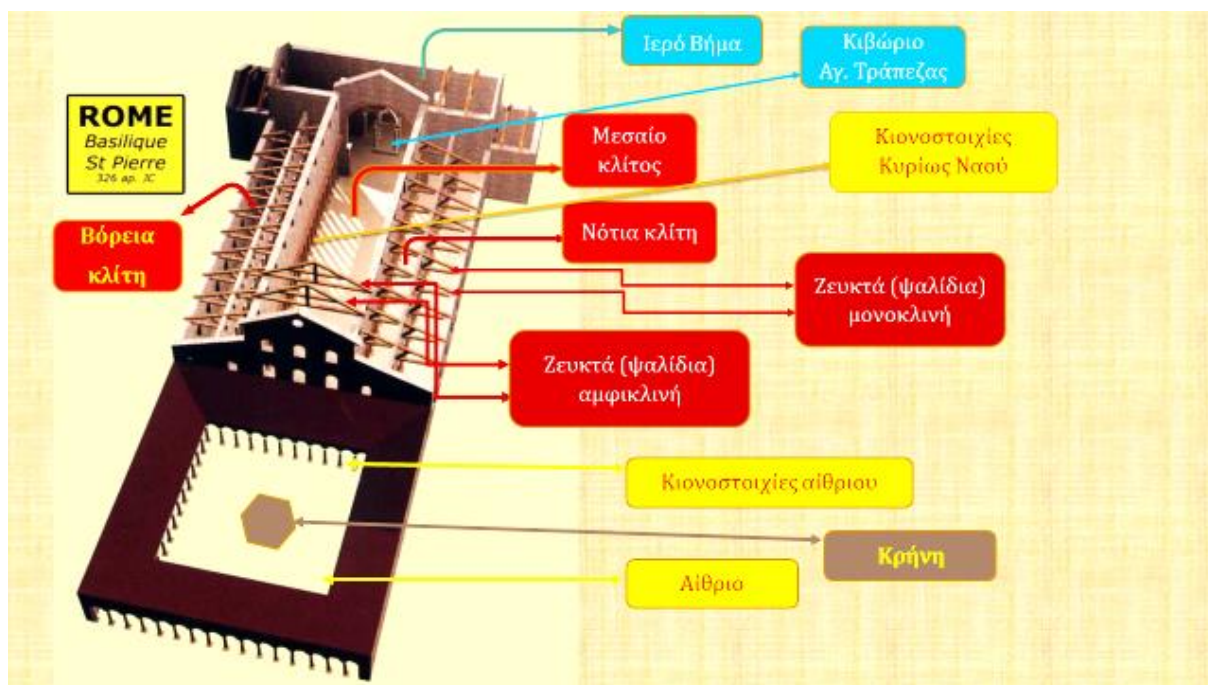 Ιερό Βήμα
Κιβώριο
Αγ. Τράπεζας
ROME
Basilique
St Pierre
326 ap. JC
Μεσαίο
κλίτος
Κιονοστοιχίες
Κυρίως Ναού
Βόρεια
κλίτη
Νότια κλίτη
Ζευκτά (ψαλίδια)
μονοκλινή
Ζευκτά (ψαλίδια)
αμφικλινή
Κιονοστοιχίες αίθριου
Κρήνη
Αίθριο